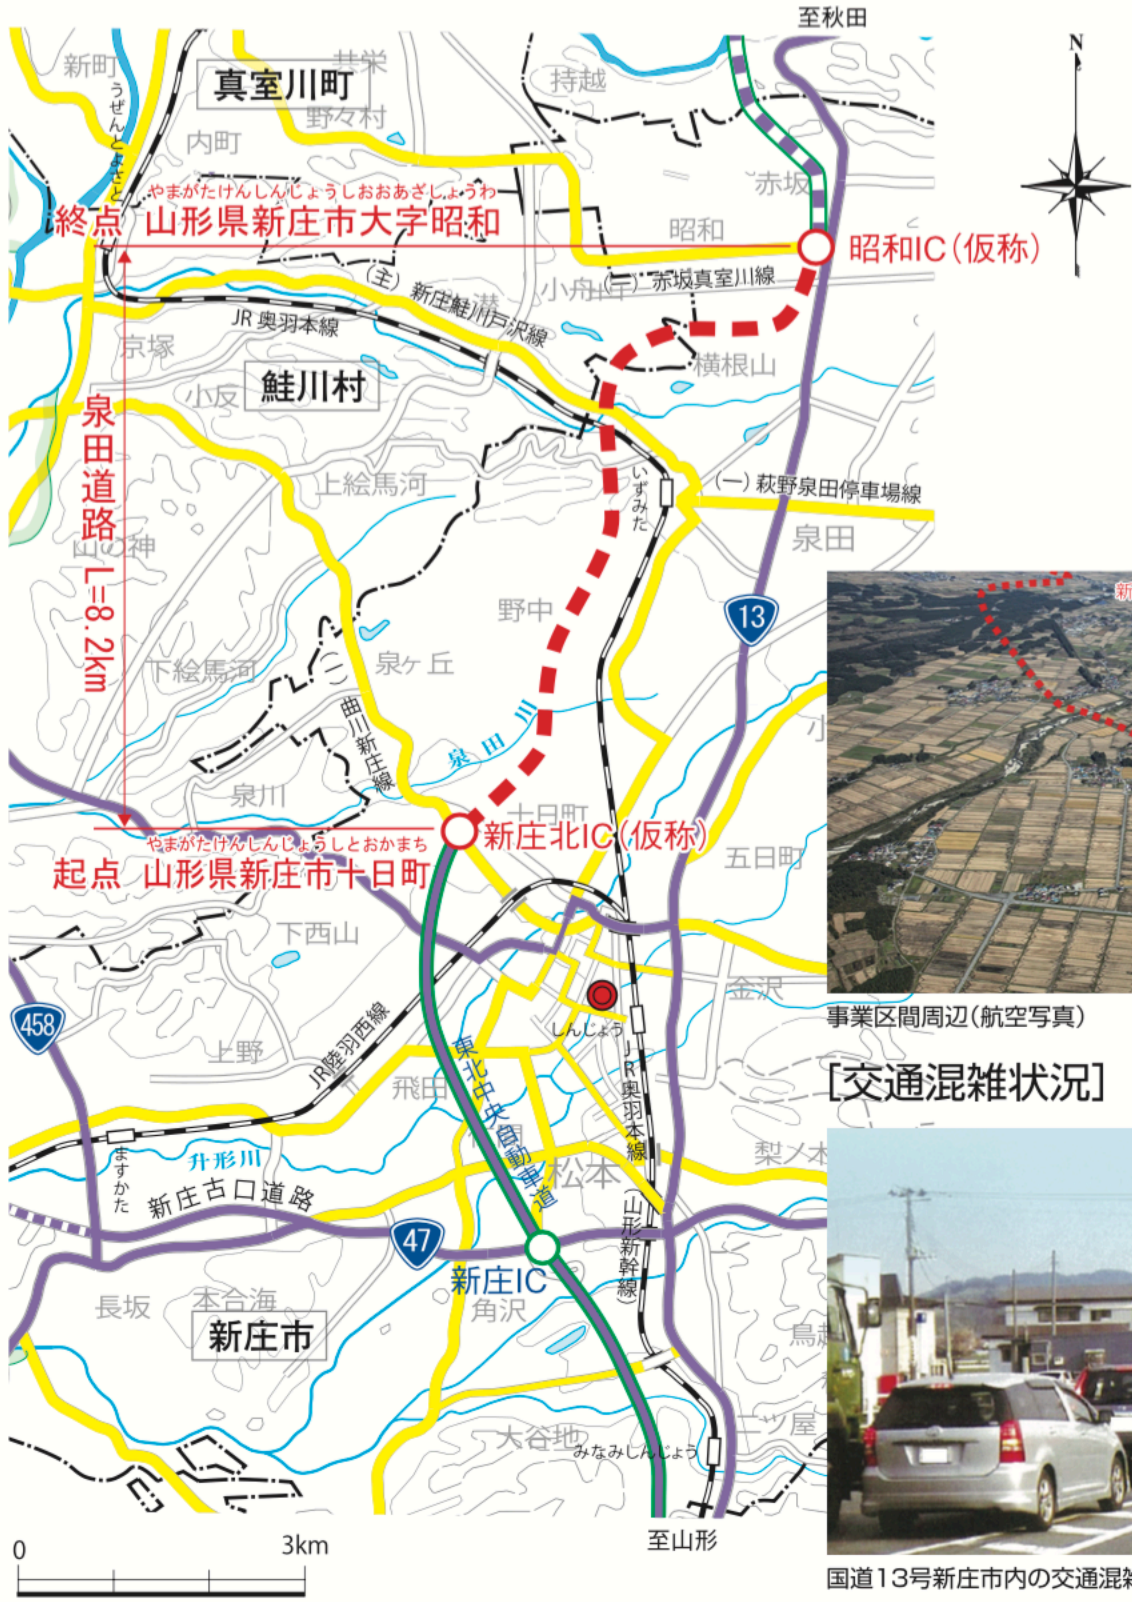 至秋田
N
新町
共栄
真室川町
持越
うぜんとよさと
野々村
内町
赤坂
やまがたけんしんじょうしおおあざしょうわ
終点 山形県新庄市大字昭和
昭和
昭和IC(仮称)
(主)新庄鮭川戸沢線
小舟山
(一)赤坂真室川線
JR奥羽本線
京塚
横根山
小反
鮭川村
泉田道路 L=8.2km
上絵馬河
いずみた
(一)萩野泉田停車場線
泉田
山の神
野中
13
新
下絵馬河
泉ヶ丘
(一)曲川新庄線
泉田川
小
泉川
十日町
新庄北IC(仮称)
やまがたけんしんじょうしとおかまち
起点 山形県新庄市十日町
五日町
下西山
金沢
458
しんじょう
事業区間周辺(航空写真)
上野
JR陸羽西線
東北中央自動車道
JR奥羽本線(山形新幹線)
[交通混雑状況]
飛田
升形川
ますかた
松本
梨ノ木
新庄古口道路
47
新庄IC
長坂
本合海
角沢
新庄市
鳥越
大谷地
みなみしんじょう
二ツ屋
至山形
0
3km
国道13号新庄市内の交通混雑